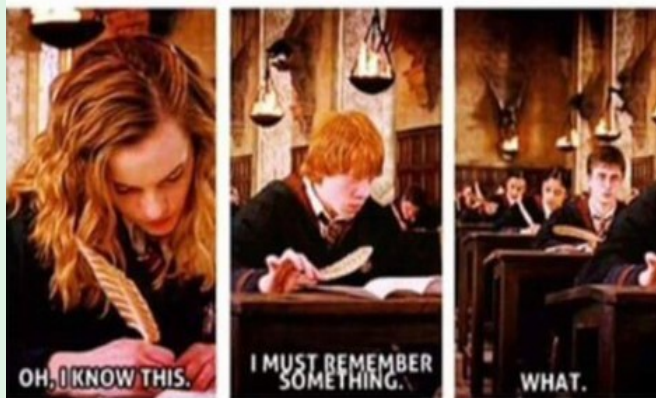 OH, I KNOW THIS.
I MUST REMEMBER
SOMETHING.
WHAT.